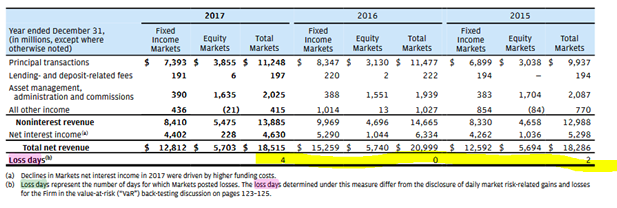 2017 2016 2015
Year ended December 31, Fixed Fixed Fixed
(in millions, except where Income Equity Total Income Equity Total Income Equity Total
otherwise noted) Markets Markets Markets Markets Markets Markets Markets Markets Markets
Principal transactions $ 7,393 $ 3,855 $ 11,248 $ 8,347 $ 3,130 $ 11,477 $ 6,899 $ 3,038 $ 9,937
Lending- and deposit-related fees 191 6 197 220 2 222 194 – 194
Asset management,
administration and commissions 390 1,635 2,025 388 1,551 1,939 383 1,704 2,087
All other income 436 (21) 415 1,014 13 1,027 854 (84) 770
Noninterest revenue 8,410 5,475 13,885 9,969 4,696 14,665 8,330 4,658 12,988
Net interest income(a) 4,402 228 4,630 5,290 1,044 6,334 4,262 1,036 5,298
Total net revenue $ 12,812 $ 5,703 $ 18,515 $ 15,259 $ 5,740 $ 20,999 $ 12,592 $ 5,694 $ 18,286
Loss days(b) 4 0 2
(a) Declines in Markets net interest income in 2017 were driven by higher funding costs.
(b) Loss days represent the number of days for which Markets posted losses. The loss days determined under this measure differ from the disclosure of daily market risk-related gains and losses
for the Firm in the value-at-risk ("VaR") back-testing discussion on pages 123–125.